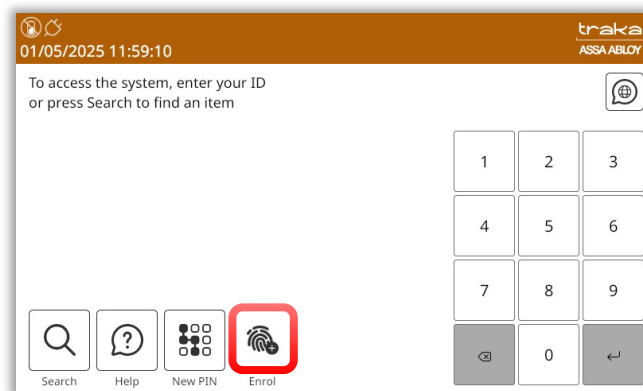 traka
01/05/2025 11:59:10
ASSA ABLOY
To access the system, enter your ID
or press Search to find an item
1 2 3
4 5 6
7 8 9
0
Search Help New PIN Enrol